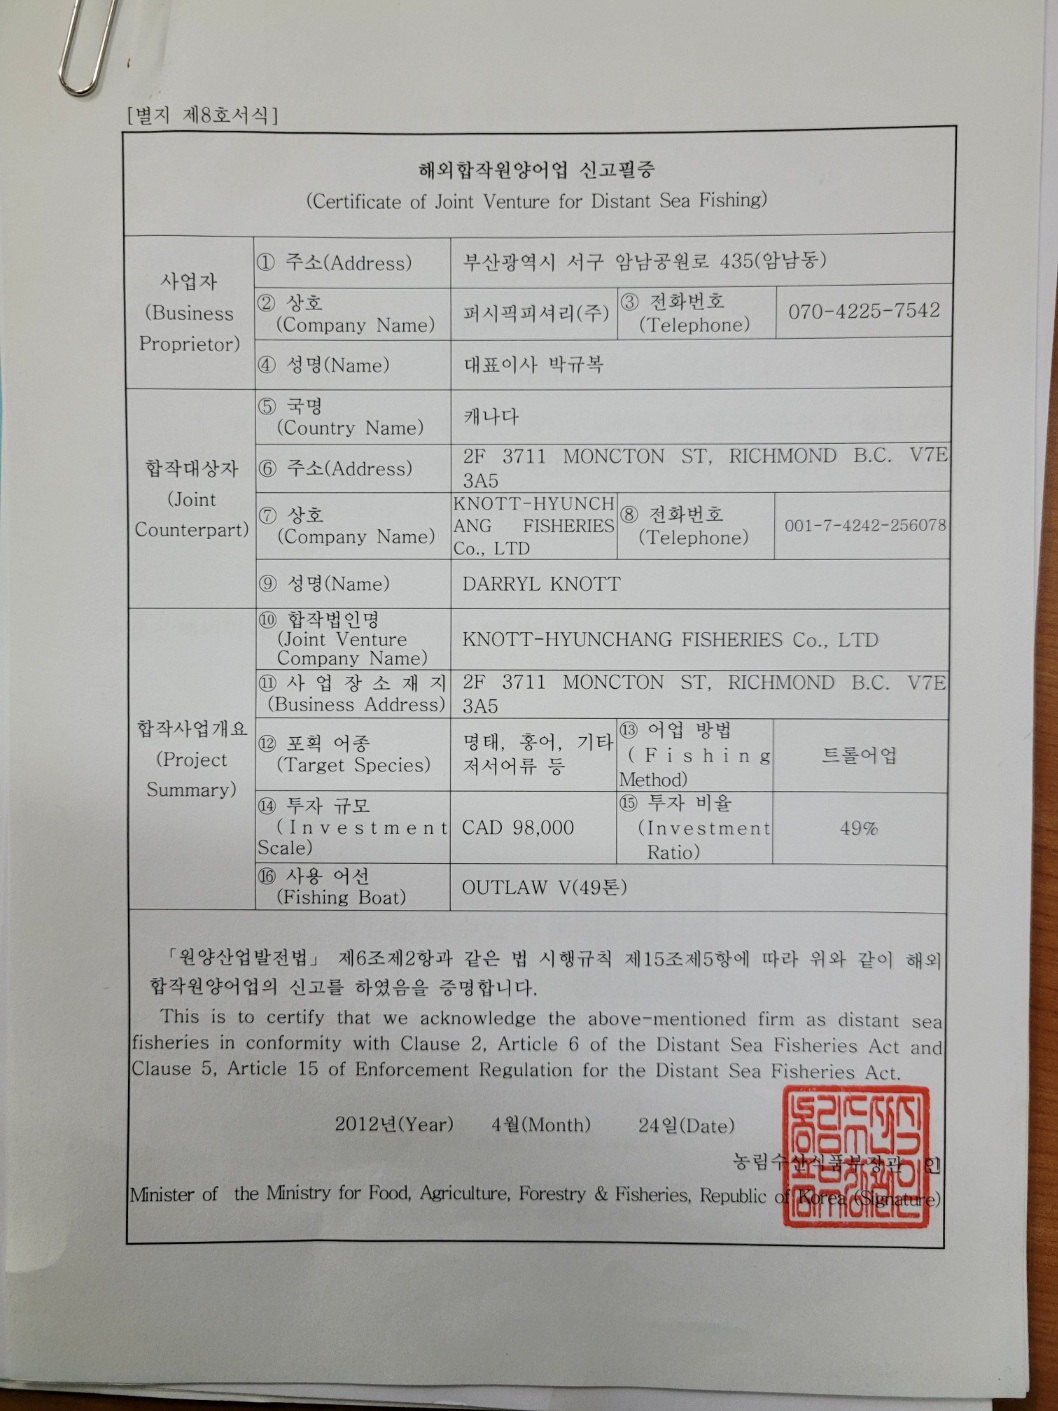 [별지 제8호서식]
해외합작원양어업 신고필증
(Certificate of Joint Venture for Distant Sea Fishing)
사업자
(Business
Proprietor)
① 주소(Address)
부산광역시 서구 암남공원로 435(암남동)
② 상호
(Company Name)
퍼시픽피셔리(주)
③ 전화번호
(Telephone)
070-4225-7542
④ 성명(Name)
대표이사 박규복
합작대상자
(Joint
Counterpart)
⑤ 국명
(Country Name)
캐나다
⑥ 주소(Address)
2F 3711 MONCTON ST, RICHMOND B.C. V7E
3A5
⑦ 상호
(Company Name)
KNOTT-HYUNCH
ANG FISHERIES
Co., LTD
⑧ 전화번호
(Telephone)
001-7-4242-256078
⑨ 성명(Name)
DARRYL KNOTT
합작사업개요
(Project
Summary)
⑩ 합작법인명
(Joint Venture
Company Name)
KNOTT-HYUNCHANG FISHERIES Co., LTD
⑪ 사 업 장 소 재 지
(Business Address)
2F 3711 MONCTON ST, RICHMOND B.C. V7E
3A5
⑫ 포획 어종
(Target Species)
명태, 홍어, 기타
저서어류 등
⑬ 어업 방법
(Fishing
Method)
트롤어업
⑭ 투자 규모
(Investment
Scale)
CAD 98,000
⑮ 투자 비율
(Investment
Ratio)
49%
⑯ 사용 어선
(Fishing Boat)
OUTLAW V(49톤)
「원양산업발전법」 제6조제2항과 같은 법 시행규칙 제15조제5항에 따라 위와 같이 해외
합작원양어업의 신고를 하였음을 증명합니다.
This is to certify that we acknowledge the above-mentioned firm as distant sea
fisheries in conformity with Clause 2, Article 6 of the Distant Sea Fisheries Act and
Clause 5, Article 15 of Enforcement Regulation for the Distant Sea Fisheries Act.
2012년(Year) 4월(Month) 24일(Date)
농림수산식품부장관 인
Minister of the Ministry for Food, Agriculture, Forestry & Fisheries, Republic of Korea (Signature)